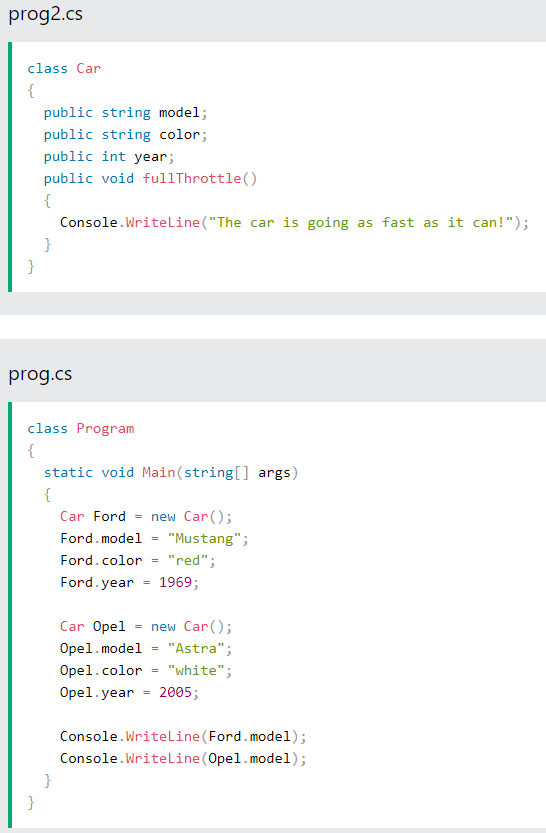 prog2.cs
class Car
{
  public string model;
  public string color;
  public int year;
  public void fullThrottle()
  {
    Console.WriteLine("The car is going as fast as it can!");
  }
}
prog.cs
class Program
{
  static void Main(string[] args)
  {
    Car Ford = new Car();
    Ford.model = "Mustang";
    Ford.color = "red";
    Ford.year = 1969;

    Car Opel = new Car();
    Opel.model = "Astra";
    Opel.color = "white";
    Opel.year = 2005;

    Console.WriteLine(Ford.model);
    Console.WriteLine(Opel.model);
  }
}